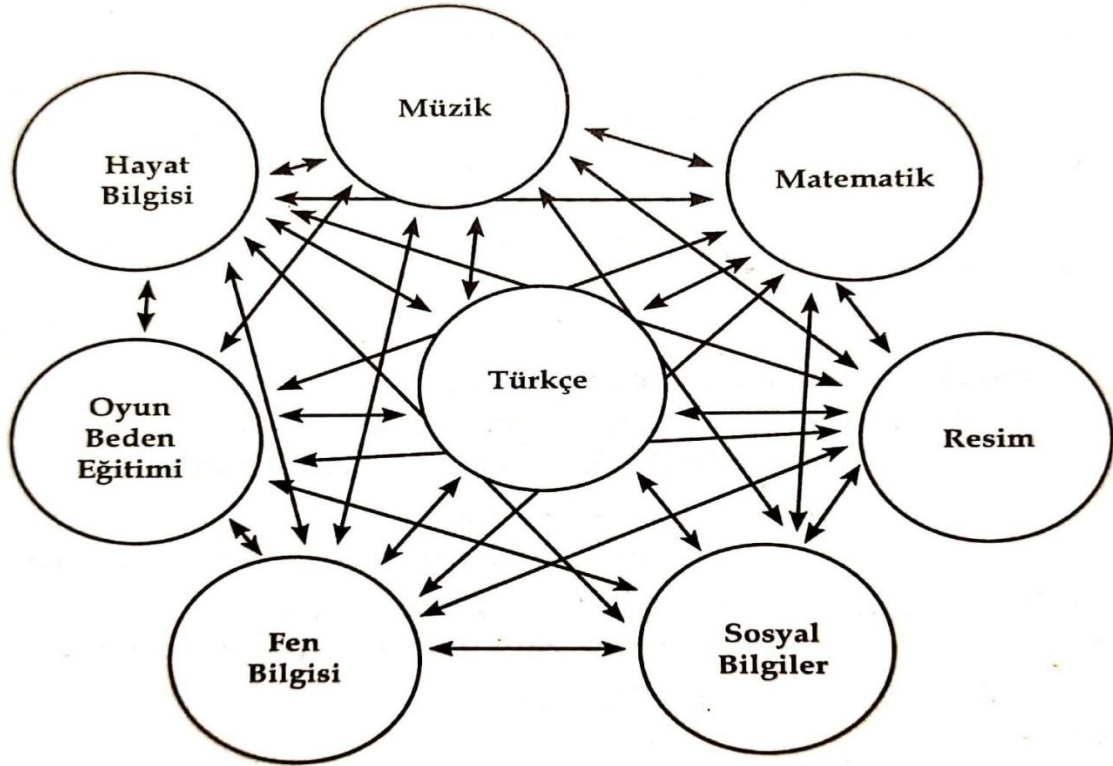 Müzik
Hayat
Bilgisi
Matematik
Türkçe
Oyun
Beden
Eğitimi
Resim
Fen
Bilgisi
Sosyal
Bilgiler